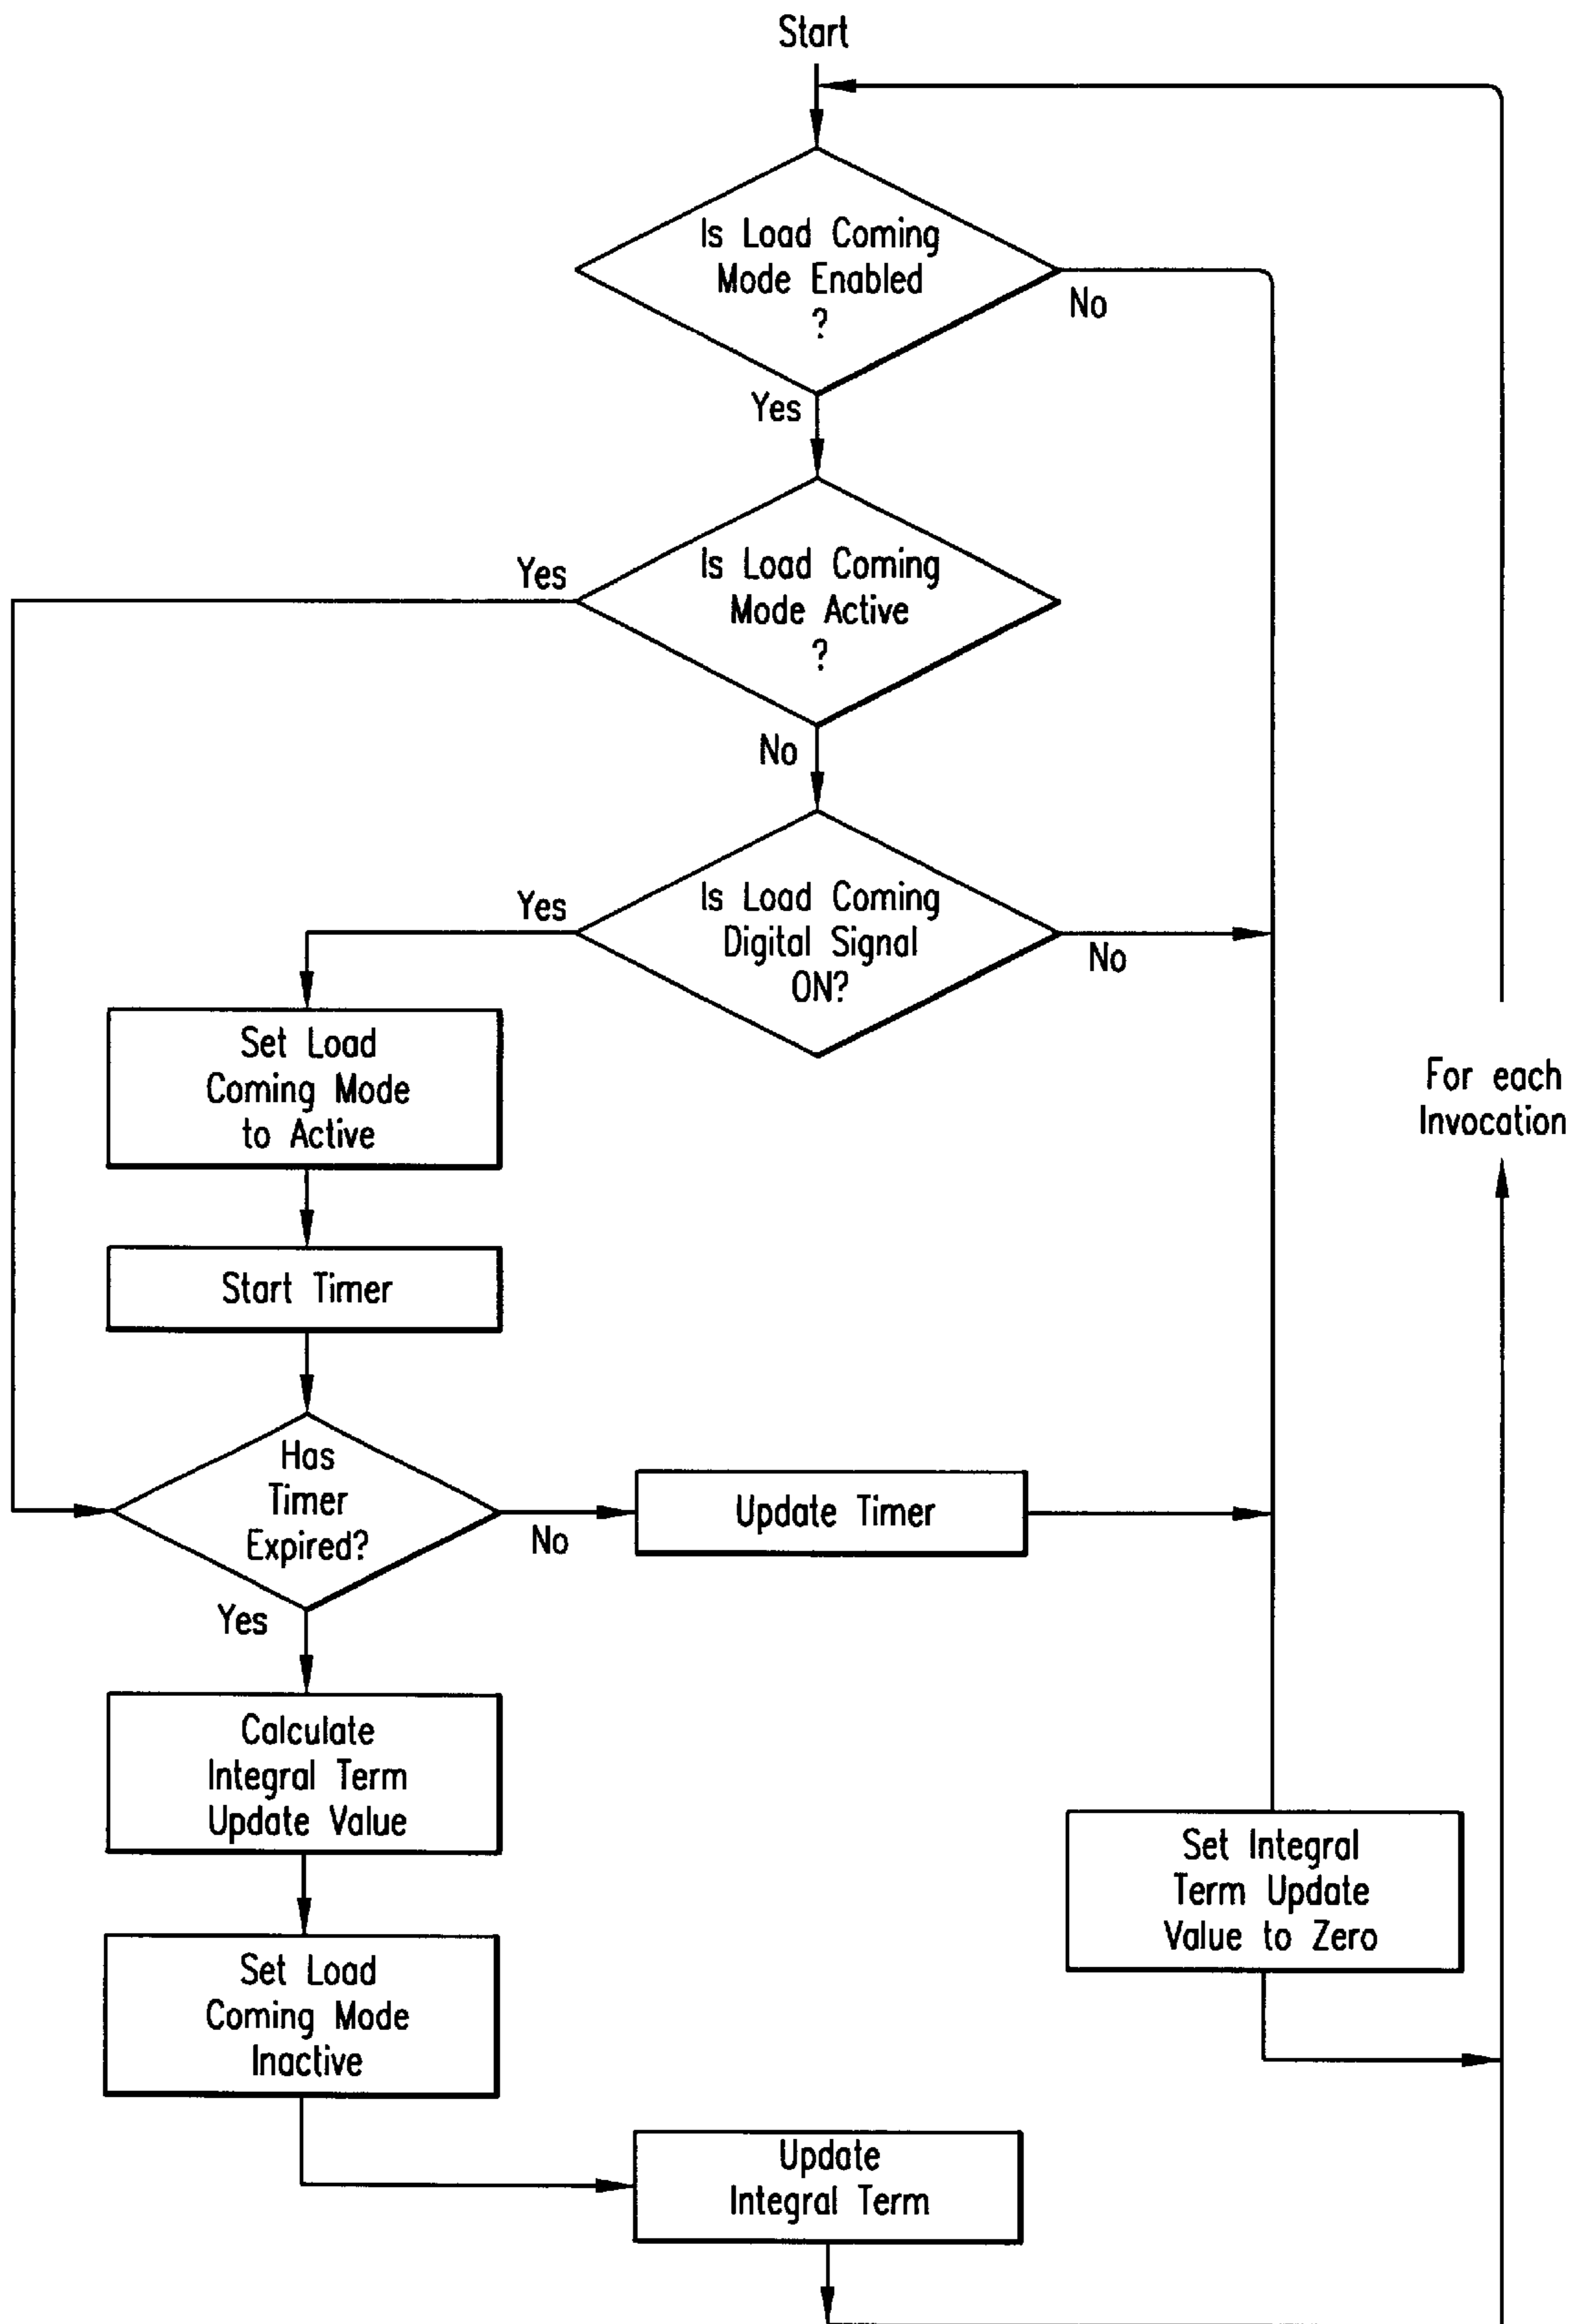 Start
Is Load Coming
Mode Enabled
?
No
Yes
Is Load Coming
Mode Active
?
Yes
No
Is Load Coming
Digital Signal
ON?
Yes
No
Set Load
Coming Mode
to Active
For each
Invocation
Start Timer
Has
Timer
Expired?
No
Update Timer
Yes
Calculate
Integral Term
Update Value
Set Integral
Term Update
Value to Zero
Set Load
Coming Mode
Inactive
Update
Integral Term